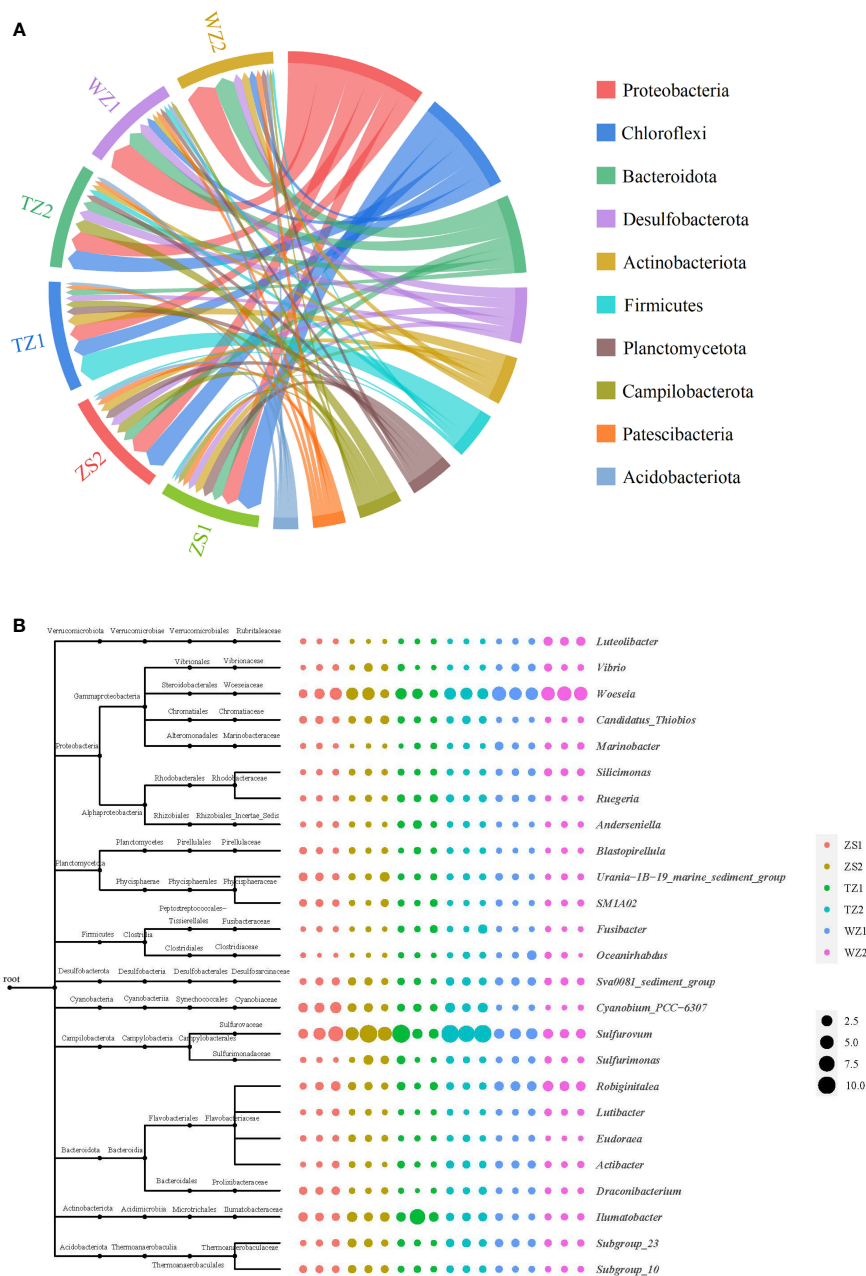 A
WZ2
WZ1
TZ2
TZ1
ZS2
ZS1
Proteobacteria
Chloroflexi
Bacteroidota
Desulfobacterota
Actinobacteriota
Firmicutes
Planctomycetota
Campilobacterota
Patescibacteria
Acidobacteriota
B
Verrucomicrobiota Verrucomicrobiae Verrucomicrobiales Rubritaleaceae Luteolibacter
Vibrionales Vibrionaceae Vibrio
Gammaproteobacteria Steroidobacterales Woeseiaceae Woeseia
Chromatiales Chromatiaceae Candidatus_Thiobios
Alteromonadales Marinobacteraceae Marinobacter
Proteobacteria
Rhodobacterales Rhodobacteraceae Silicimonas
Ruegeria
Alphaproteobacteria Rhizobiales Rhizobiales_Incertae_Sedis Anderseniella
Planctomycetes Pirellulales Pirellulaceae Blastopirellula
Planctomycetota
Phycisphaerae Phycisphaerales Phycisphaeraceae Urania-1B-19_marine_sediment_group
SM1A02
Peptostreptococcales-
Tissierellales Fusibacteraceae Fusibacter
Firmicutes Clostridia
Clostridiales Clostridiaceae Oceanirhabdus
Desulfobacterota Desulfobacteria Desulfobacterales Desulfosarcinaceae Sva0081_sediment_group
root
Cyanobacteria Cyanobacteriia Synechococcales Cyanobiaceae Cyanobium_PCC-6307
Sulfurovaceae Sulfurovum
Campilobacterota Campylobacteria Campylobacterales
Sulfurimonadaceae Sulfurimonas
Robiginitalea
Flavobacteriales Flavobacteriaceae Lutibacter
Eudoraea
Bacteroidota Bacteroidia Actibacter
Bacteroidales Prolixibacteraceae Draconibacterium
Actinobacteriota Acidimicrobiia Microtrichales Ilumatobacteraceae Ilumatobacter
Acidobacteriota Thermoanaerobaculia Thermoanaerobaculaceae Subgroup_23
Thermoanaerobaculales Subgroup_10
ZS1
ZS2
TZ1
TZ2
WZ1
WZ2
2.5
5.0
7.5
10.0